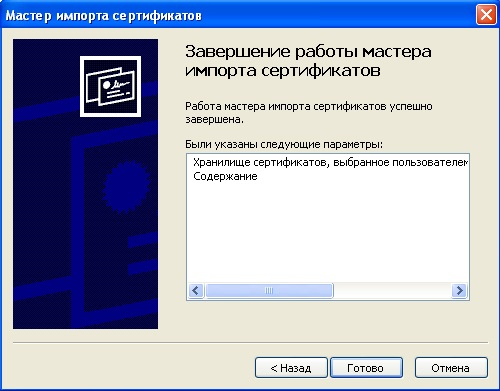 Мастер импорта сертификатов
Завершение работы мастера
импорта сертификатов
Работа мастера импорта сертификатов успешно
завершена.
Были указаны следующие параметры:
Хранилище сертификатов, выбранное пользователем
Содержание
< Назад
Готово
Отмена